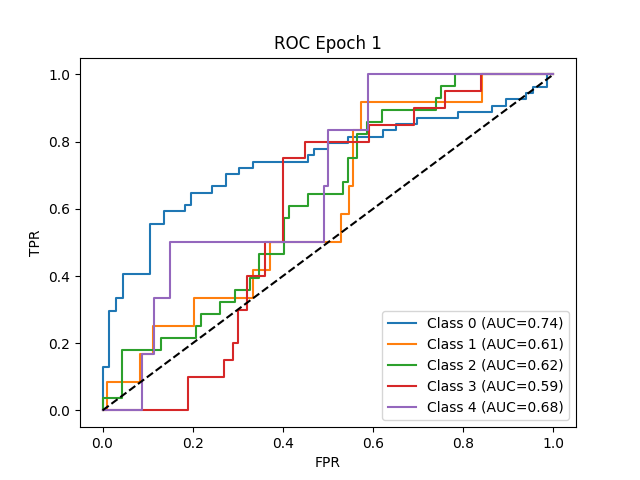 ROC Epoch 1
TPR
1.0
0.8
0.6
0.4
0.2
0.0
0.0 0.2 0.4 0.6 0.8 1.0
FPR
Class 0 (AUC=0.74)
Class 1 (AUC=0.61)
Class 2 (AUC=0.62)
Class 3 (AUC=0.59)
Class 4 (AUC=0.68)